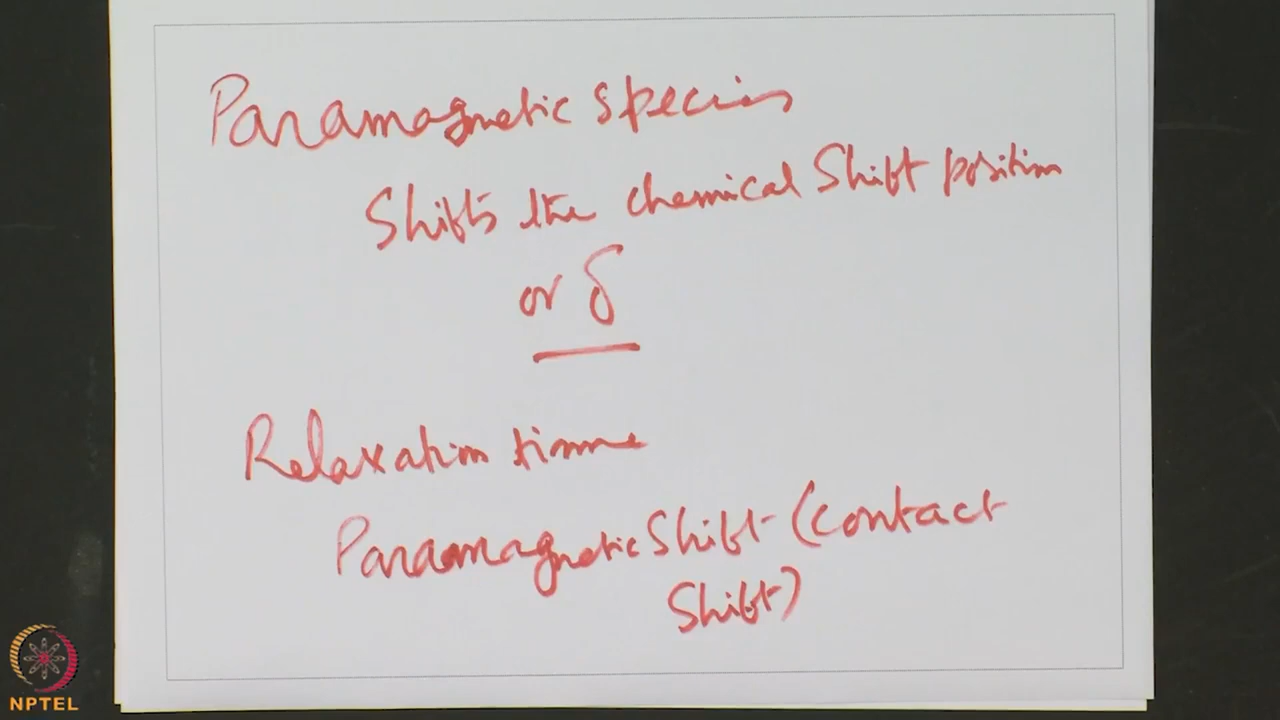 Paramagnetic species
Shifts the chemical Shift position
or δ
Relaxation time
Paramagnetic Shift (contact
Shift)
NPTEL